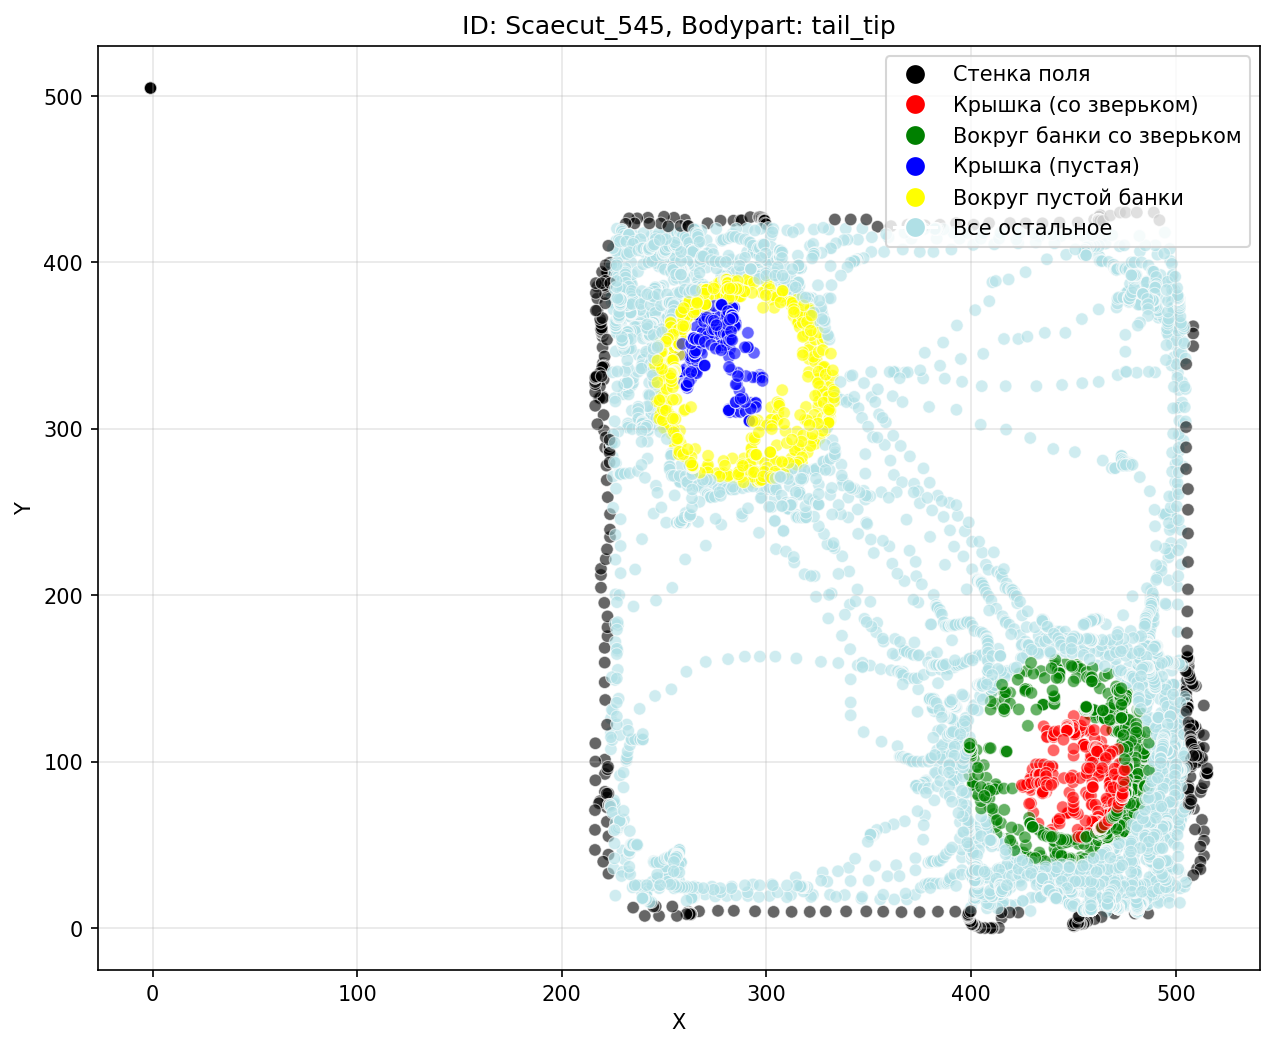 ID: Scaecut_545, Bodypart: tail_tip
Стенка поля
Крышка (со зверьком)
Вокруг банки со зверьком
Крышка (пустая)
Вокруг пустой банки
Все остальное
Y
500
400
300
200
100
0
0 100 200 300 400 500
X